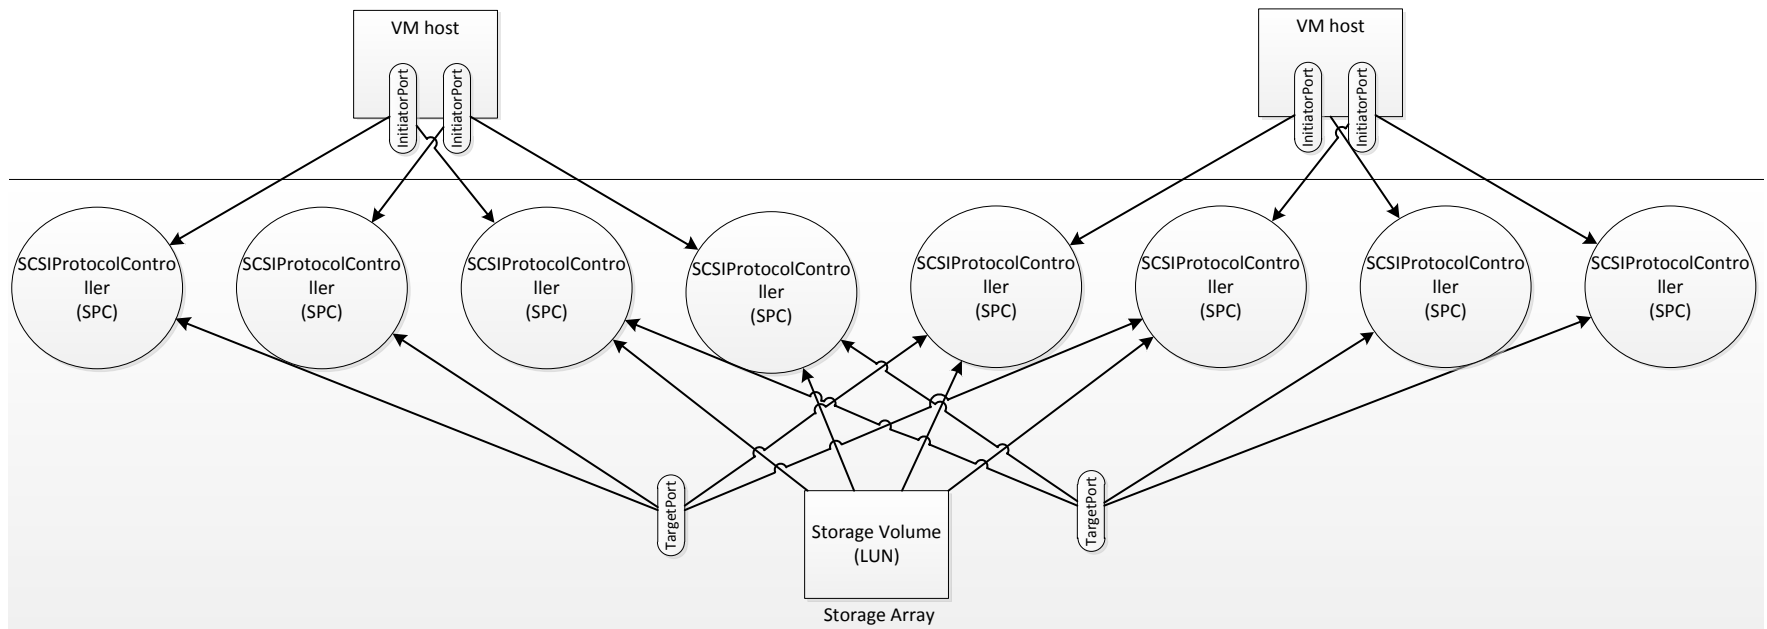 VM host
InitiatorPort
InitiatorPort
VM host
InitiatorPort
InitiatorPort
SCSIProtocolContro
ller
(SPC)
SCSIProtocolContro
ller
(SPC)
SCSIProtocolContro
ller
(SPC)
SCSIProtocolContro
ller
(SPC)
SCSIProtocolContro
ller
(SPC)
SCSIProtocolContro
ller
(SPC)
SCSIProtocolContro
ller
(SPC)
SCSIProtocolContro
ller
(SPC)
TargetPort
Storage Volume
(LUN)
TargetPort
Storage Array